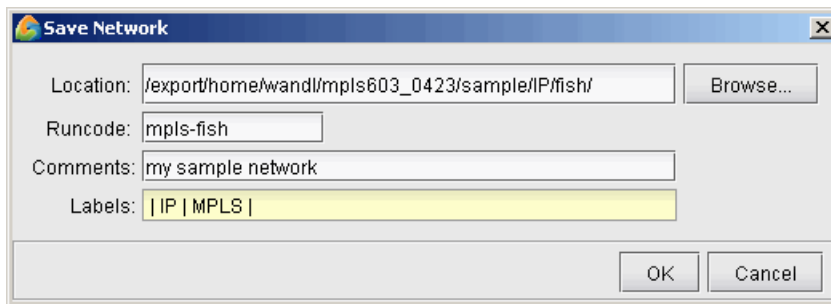 Save Network
Location: /export/home/wandl/mpls603_0423/sample/IP/fish/ Browse...
Runcode: mpls-fish
Comments: my sample network
Labels: | IP | MPLS |
OK Cancel